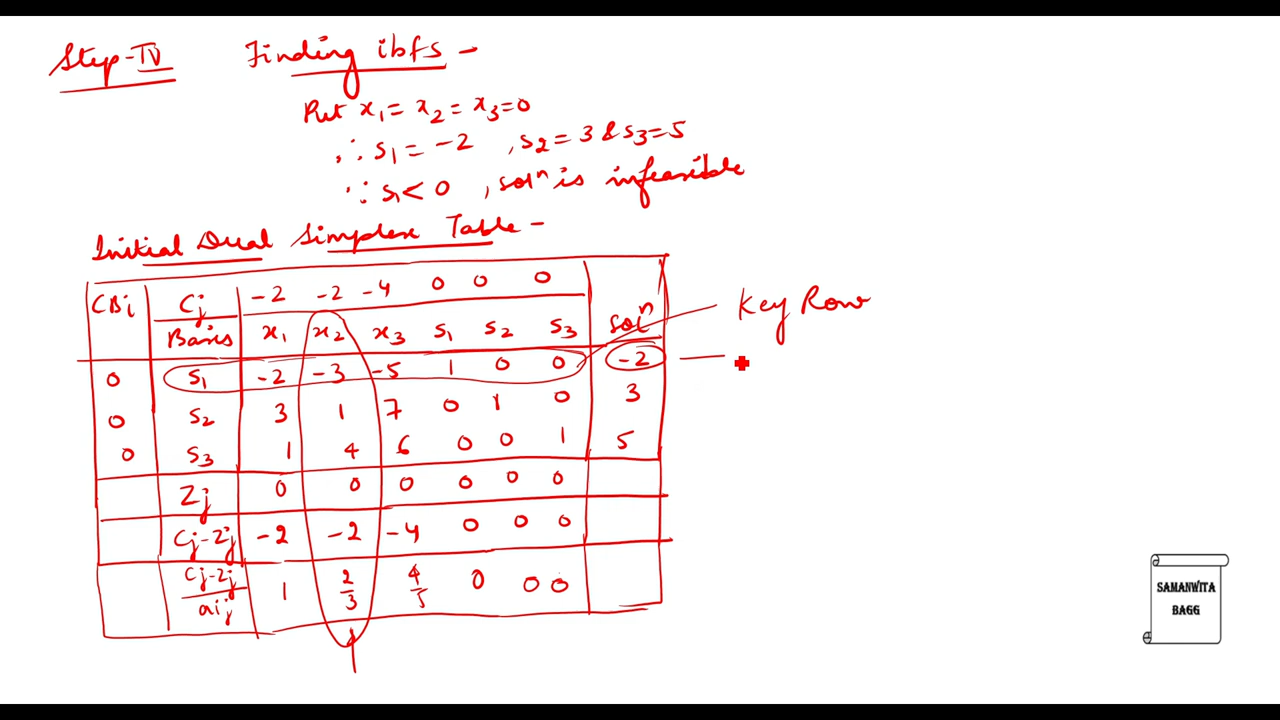 Step-IV Finding ibfs -
Put x₁ = x₂ = x₃ = 0
∴ s₁ = -2 , s₂ = 3 & s₃ = 5
∵ s₁ < 0 , solⁿ is infeasible
Initial Dual Simplex Table -
CBi Cj -2 -2 -4 0 0 0
Basis x₁ x₂ x₃ s₁ s₂ s₃ solⁿ
Key Row
0 s₁ -2 -3 -5 1 0 0 -2
0 s₂ 3 1 7 0 1 0 3
0 s₃ 1 4 6 0 0 1 5
Zj 0 0 0 0 0 0
Cj-Zj -2 -2 -4 0 0 0
Cj-Zj/aij 1 2/3 4/5 0 0 0
SAMANWITA
BAGG